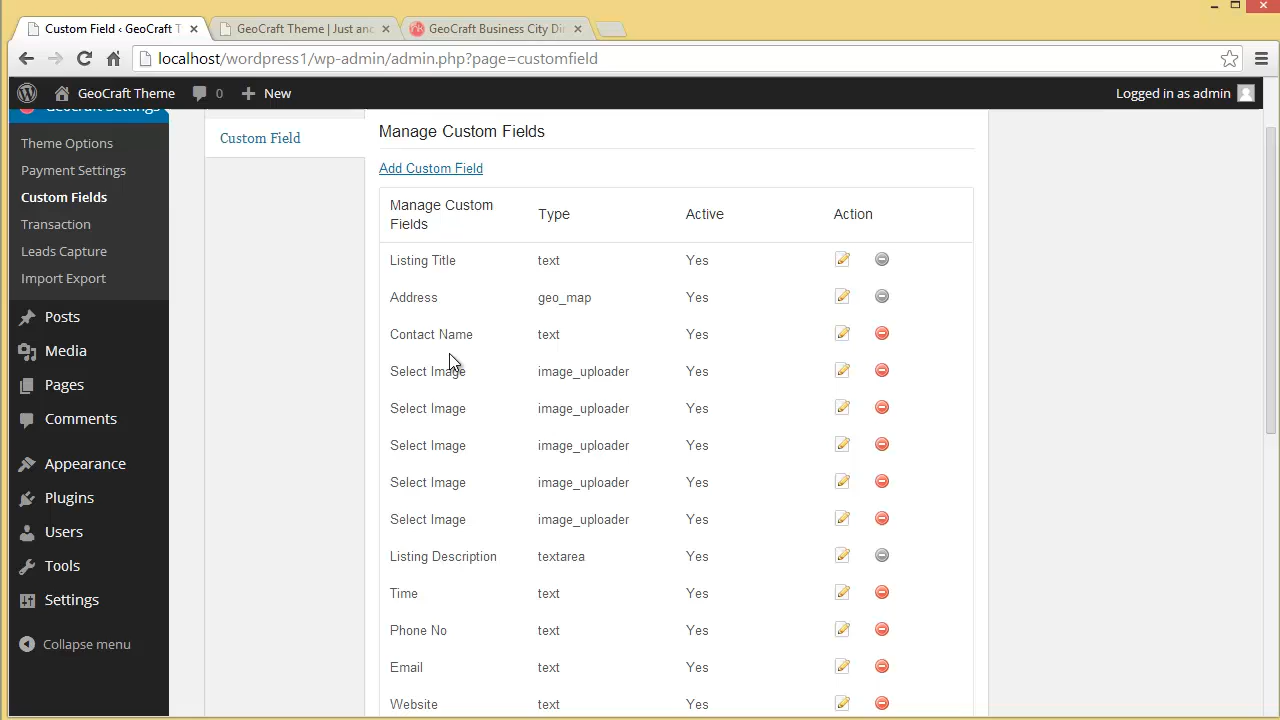 Custom Field ‹ GeoCraft T
GeoCraft Theme | Just an
GeoCraft Business City Di
localhost/wordpress1/wp-admin/admin.php?page=customfield
GeoCraft Theme
0
New
Logged in as admin
Geocraft Settings
Theme Options
Payment Settings
Custom Fields
Transaction
Leads Capture
Import Export
Posts
Media
Pages
Comments
Appearance
Plugins
Users
Tools
Settings
Collapse menu
Custom Field
Manage Custom Fields
Add Custom Field
Manage Custom Fields Type Active Action
Listing Title text Yes
Address geo_map Yes
Contact Name text Yes
Select Image image_uploader Yes
Select Image image_uploader Yes
Select Image image_uploader Yes
Select Image image_uploader Yes
Select Image image_uploader Yes
Listing Description textarea Yes
Time text Yes
Phone No text Yes
Email text Yes
Website text Yes